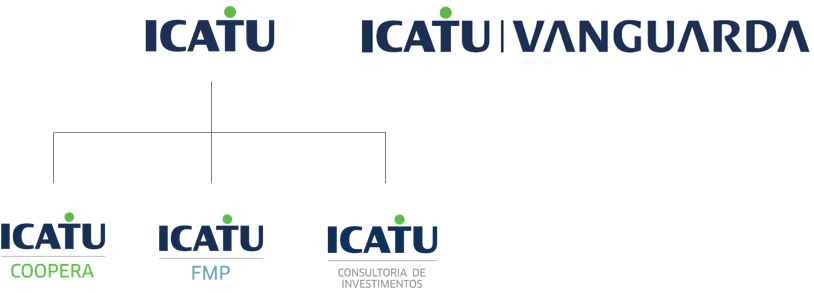 ICATU
ICATU | VANGUARDA
ICATU
COOPERA
ICATU
FMP
ICATU
CONSULTORIA DE
INVESTIMENTOS